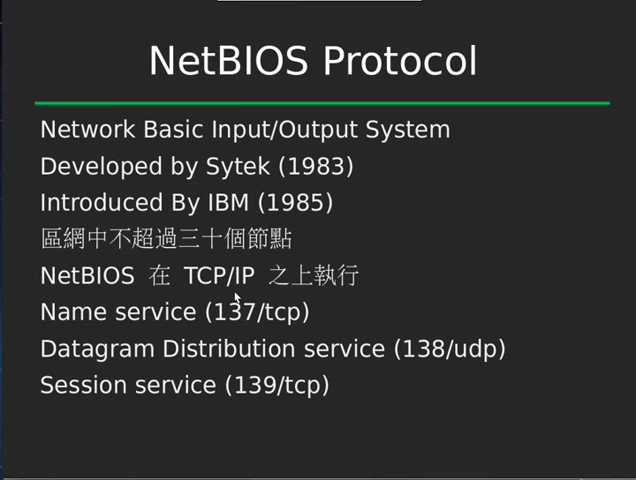 NetBIOS Protocol
Network Basic Input/Output System
Developed by Sytek (1983)
Introduced By IBM (1985)
區網中不超過三十個節點
NetBIOS 在 TCP/IP 之上執行
Name service (137/tcp)
Datagram Distribution service (138/udp)
Session service (139/tcp)